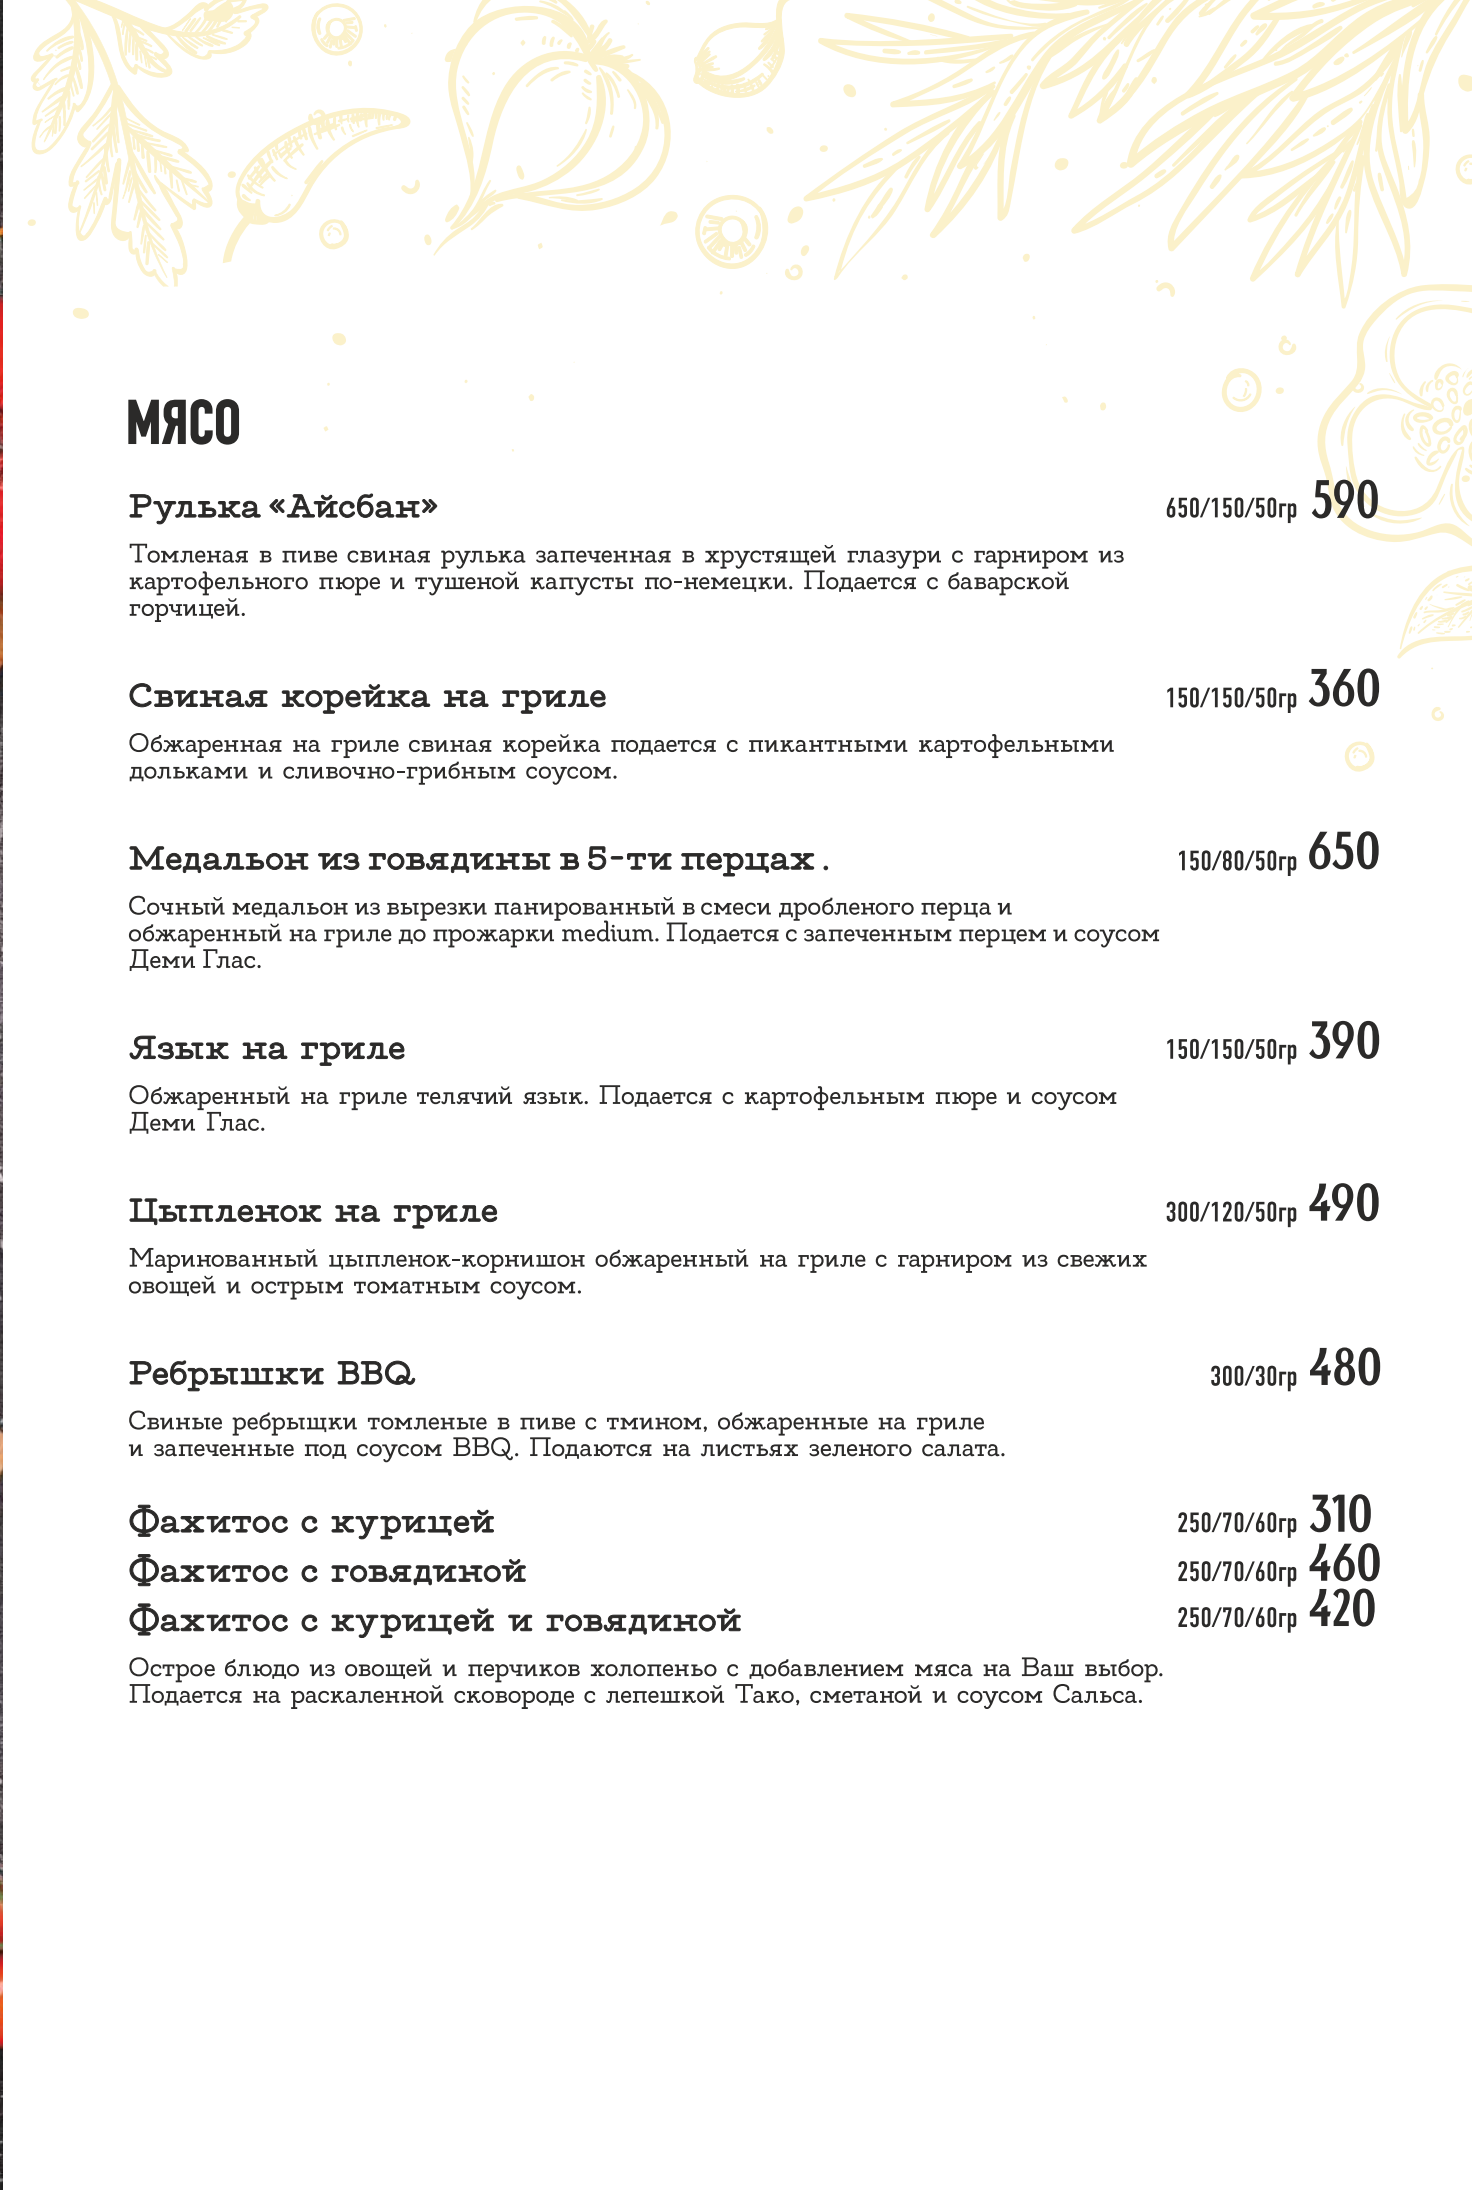 МЯСО
Рулька «Айсбан» 650/150/50гр 590
Томленая в пиве свиная рулька запеченная в хрустящей глазури с гарниром из
картофельного пюре и тушеной капусты по-немецки. Подается с баварской
горчицей.
Свиная корейка на гриле 150/150/50гр 360
Обжаренная на гриле свиная корейка подается с пикантными картофельными
дольками и сливочно-грибным соусом.
Медальон из говядины в 5-ти перцах . 150/80/50гр 650
Сочный медальон из вырезки панированный в смеси дробленого перца и
обжаренный на гриле до прожарки medium. Подается с запеченным перцем и соусом
Деми Глас.
Язык на гриле 150/150/50гр 390
Обжаренный на гриле телячий язык. Подается с картофельным пюре и соусом
Деми Глас.
Цыпленок на гриле 300/120/50гр 490
Маринованный цыпленок-корнишон обжаренный на гриле с гарниром из свежих
овощей и острым томатным соусом.
Ребрышки BBQ 300/30гр 480
Свиные ребрыщки томленые в пиве с тмином, обжаренные на гриле
и запеченные под соусом BBQ. Подаются на листьях зеленого салата.
Фахитос с курицей 250/70/60гр 310
Фахитос с говядиной 250/70/60гр 460
Фахитос с курицей и говядиной 250/70/60гр 420
Острое блюдо из овощей и перчиков холопеньо с добавлением мяса на Ваш выбор.
Подается на раскаленной сковороде с лепешкой Тако, сметаной и соусом Сальса.